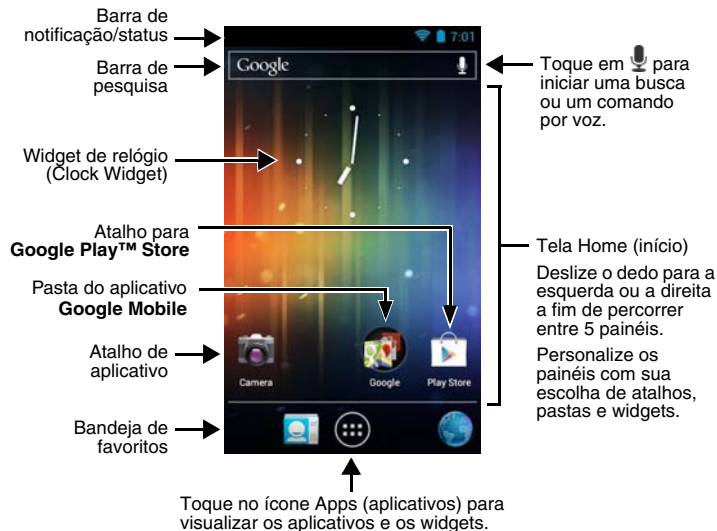 Barra de
notificação/status
7:01
Barra de
pesquisa
Google
Toque em para
iniciar uma busca
ou um comando
por voz.
Widget de relógio
(Clock Widget)
Atalho para
Google Play™ Store
Tela Home (início)
Deslize o dedo para a
esquerda ou a direita
a fim de percorrer
entre 5 painéis.
Personalize os
painéis com sua
escolha de atalhos,
pastas e widgets.
Pasta do aplicativo
Google Mobile
Atalho de
aplicativo
Camera
Google
Play Store
Bandeja de
favoritos
Toque no ícone Apps (aplicativos) para
visualizar os aplicativos e os widgets.